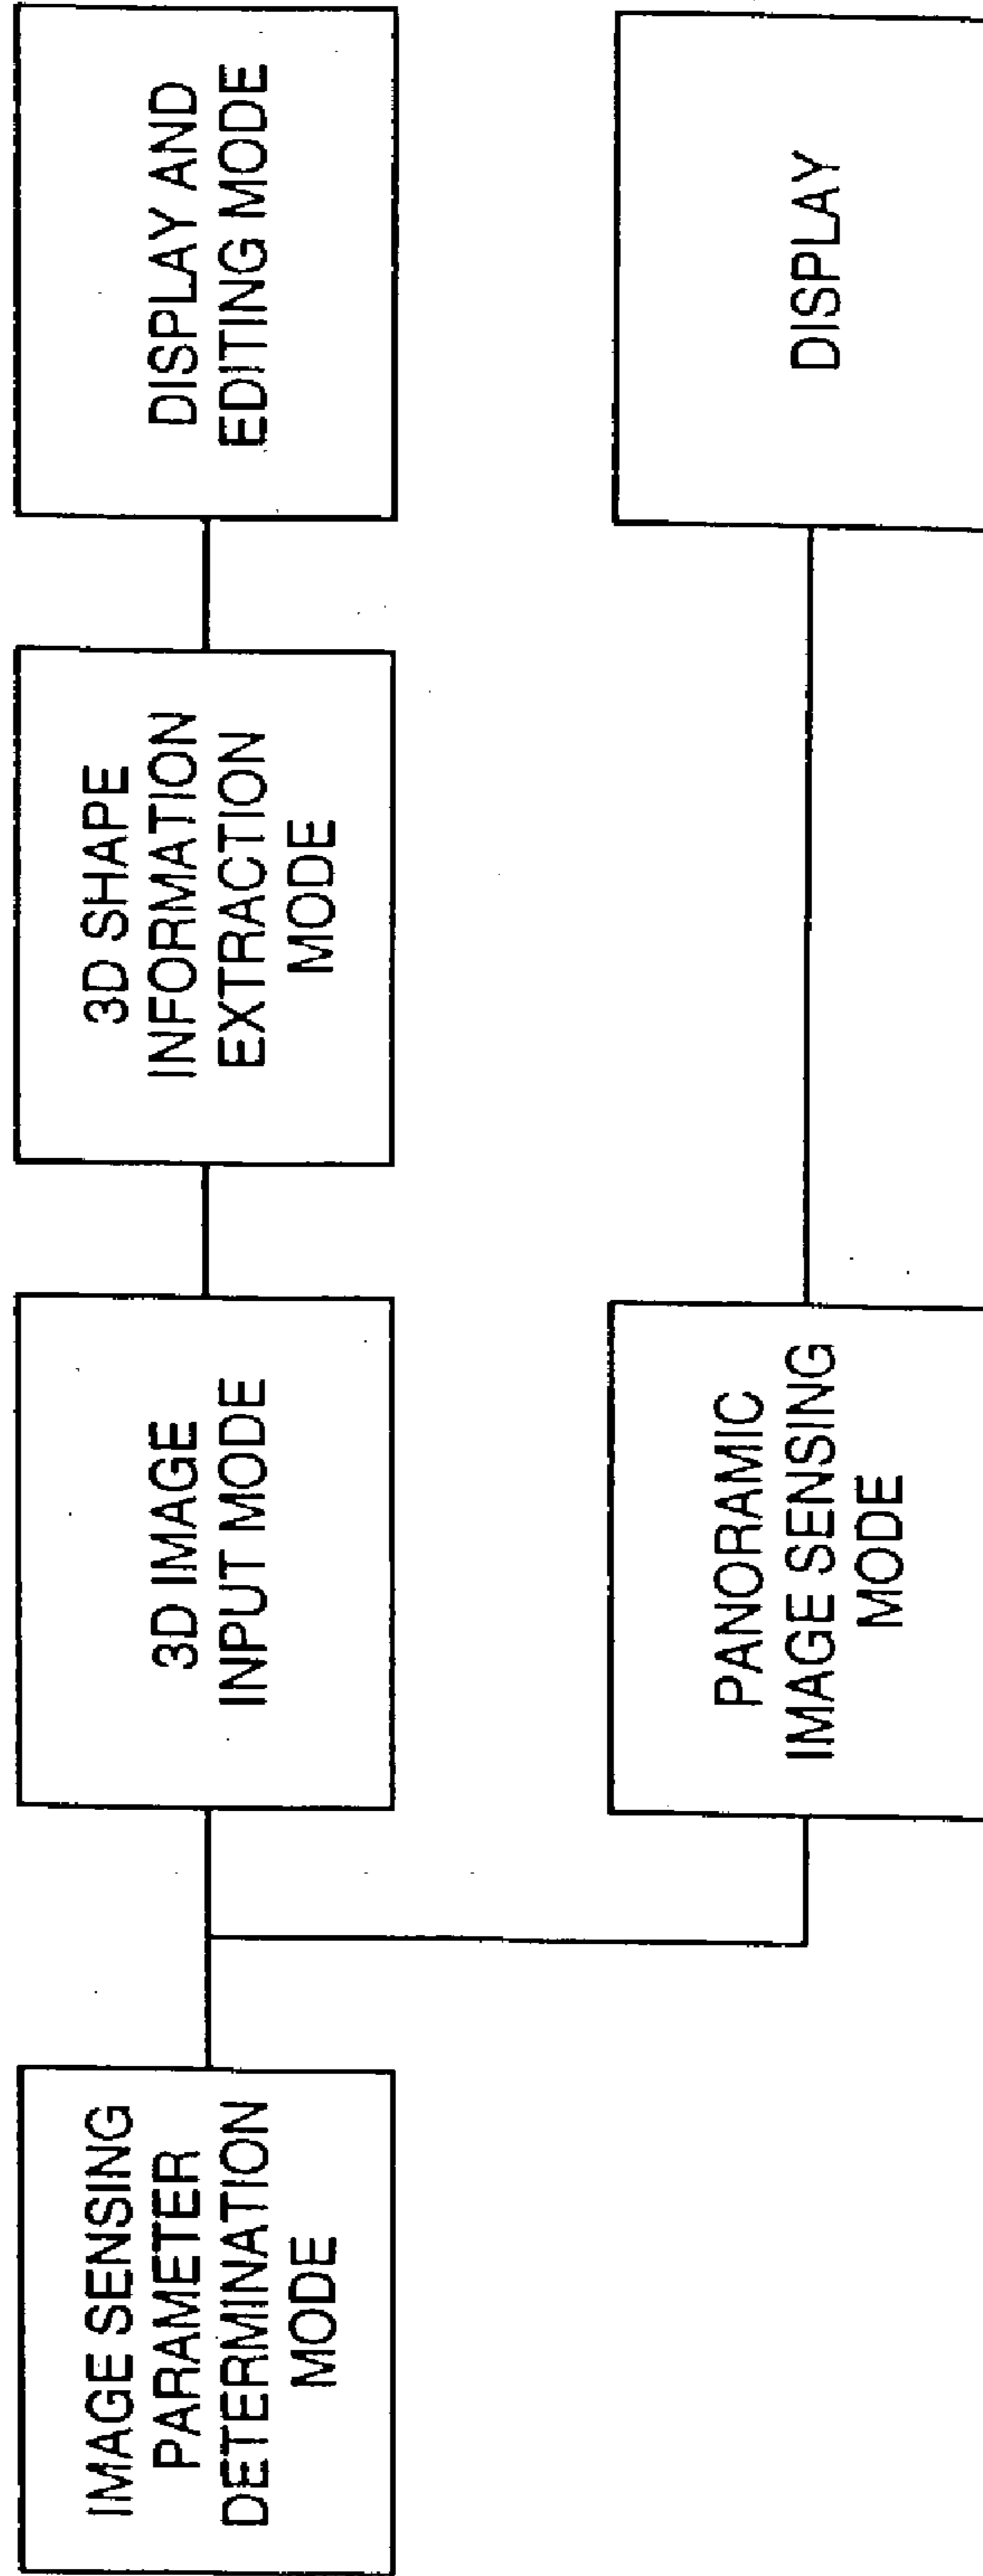 IMAGE SENSING
PARAMETER
DETERMINATION
MODE
3D IMAGE
INPUT MODE
3D SHAPE
INFORMATION
EXTRACTION
MODE
DISPLAY AND
EDITING MODE
PANORAMIC
IMAGE SENSING
MODE
DISPLAY